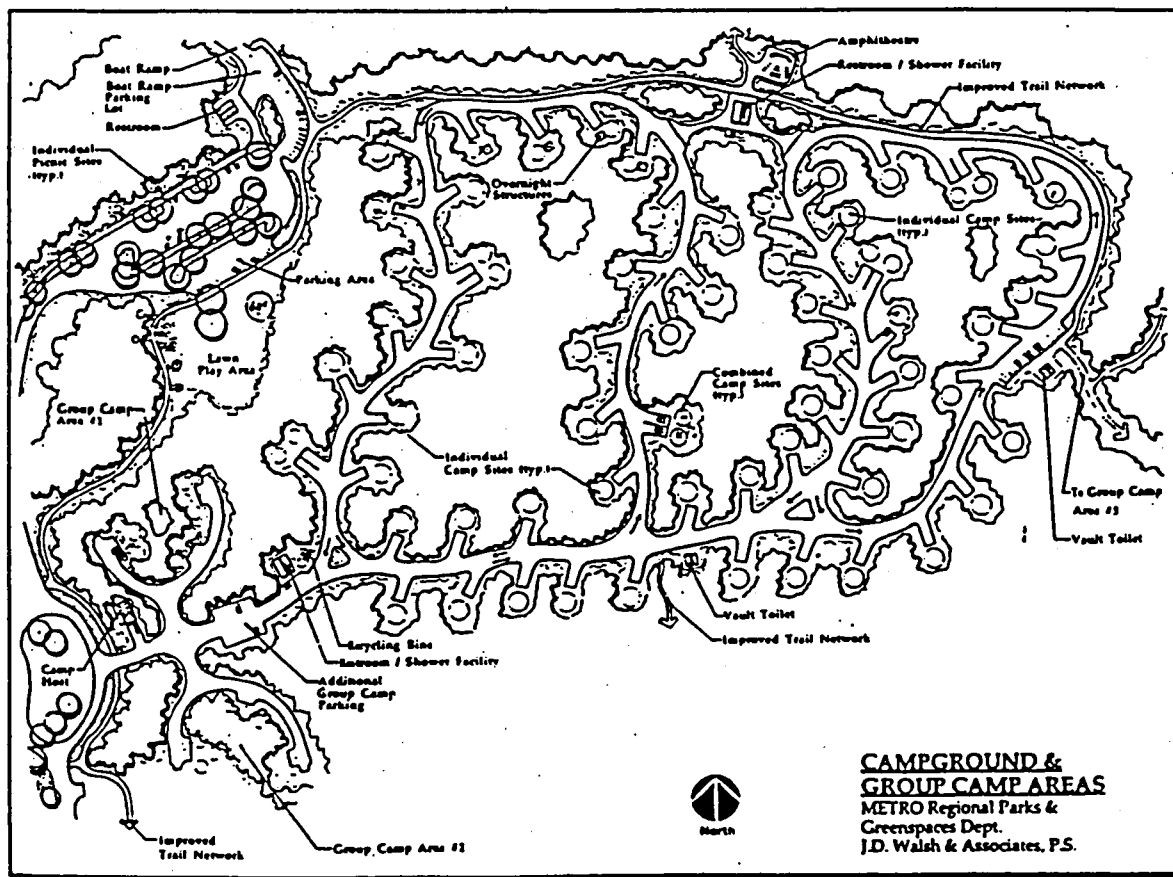 Boat Ramp
Boat Ramp
Parking
Lot
Restroom
Individual
Picnic Sites
(typ.)
Amphitheatre
Restroom / Shower Facility
Improved Trail Network
Overnight
Structures
Individual Camp Sites
(typ.)
Parking Area
Lawn
Play Area
Group Camp
Area #1
Combined
Camp Sites
(typ.)
Individual
Camp Sites (typ.)
To Group Camp
Area #3
Vault Toilet
Vault Toilet
Improved Trail Network
Recycling Bins
Restroom / Shower Facility
Additional
Group Camp
Parking
Camp
Host
Improved
Trail Network
Group Camp Area #2
North
CAMPGROUND &
GROUP CAMP AREAS
METRO Regional Parks &
Greenspaces Dept.
J.D. Walsh & Associates, P.S.